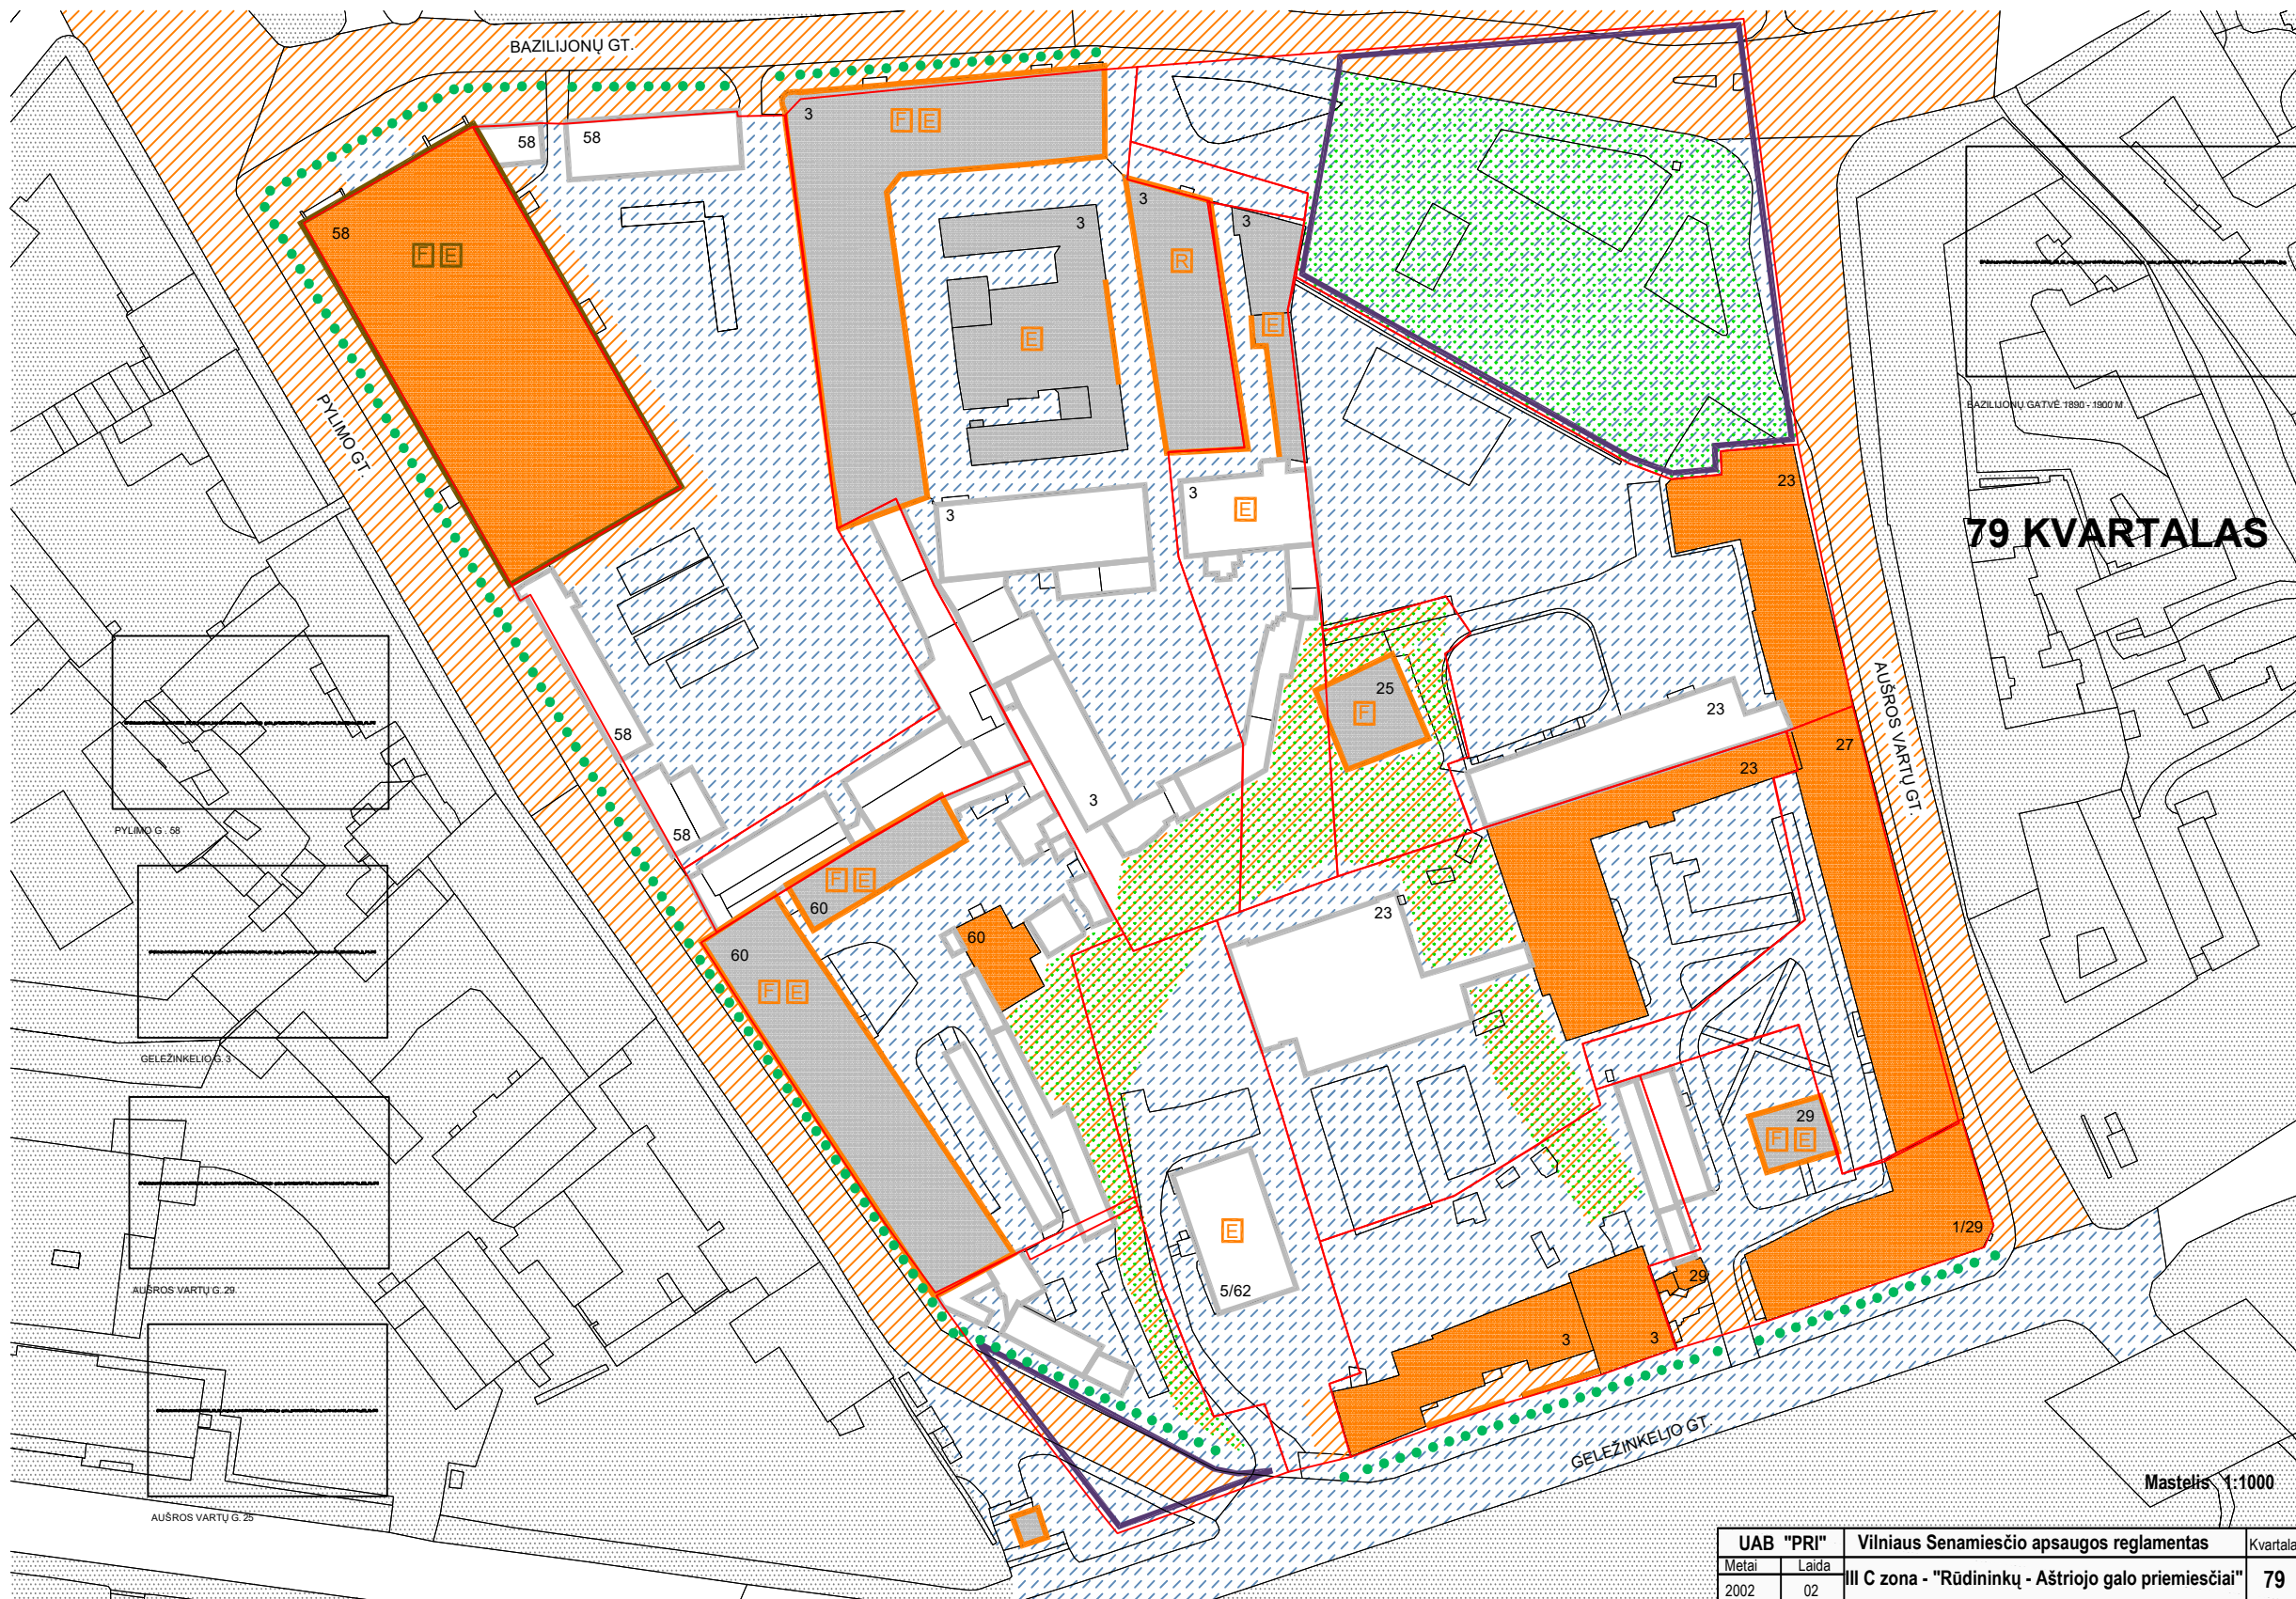 BAZILIJONŲ GT.
3
F E
58
58
3
3
3
58
F E
R
3
E
E
PYLIMO GT.
BAZILIJONŲ GATVĖ 1890 - 1900 M
23
3
3
E
79 KVARTALAS
25
F
23
AUŠROS VARTŲ GT.
58
27
23
3
PYLIMO G . 58
58
F E
60
23
60
60
F E
GELEŽINKELIO G. 3
29
F E
E
1/29
29
5/62
AUŠROS VARTŲ G. 29
3
3
GELEŽINKELIO GT.
Mastelis 1:1000
AUŠROS VARTŲ G. 25
UAB "PRI" Vilniaus Senamiesčio apsaugos reglamentas Kvartala
Metai Laida III C zona - "Rūdininkų - Aštriojo galo priemiesčiai" 79
2002 02